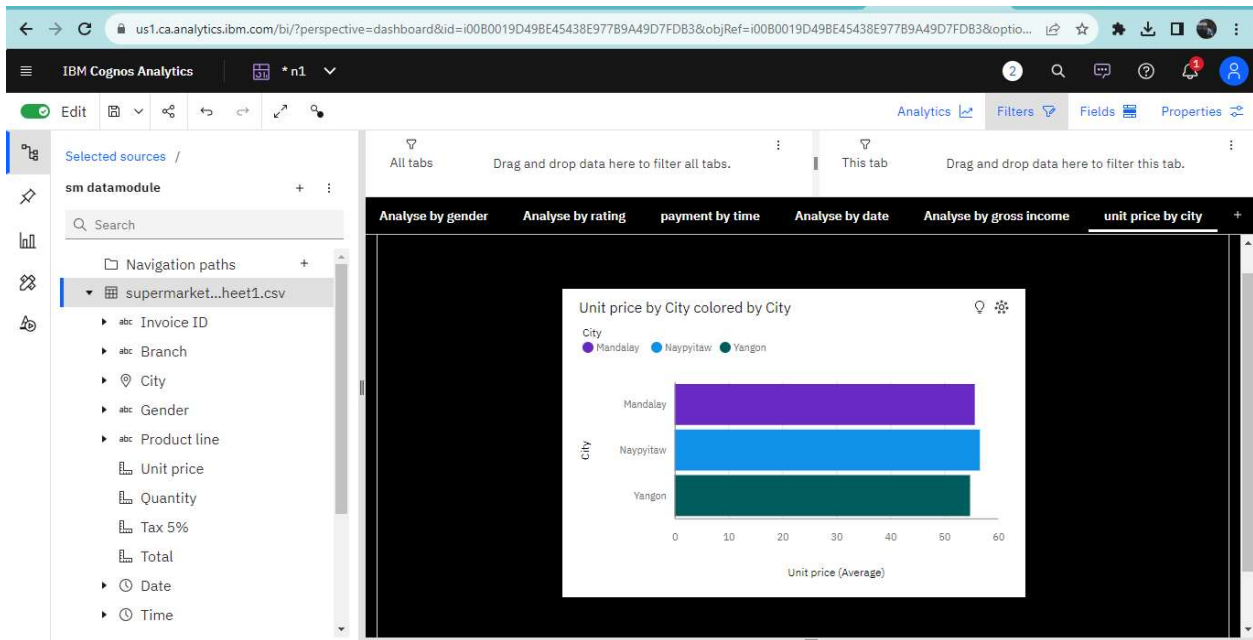 us1.ca.analytics.ibm.com/bi/?perspective=dashboard&id=i00B0019D49BE45438E977B9A49D7FDB3&objRef=i00B0019D49BE45438E977B9A49D7FDB3&optio...
IBM Cognos Analytics
* n1
2
1
Edit
Analytics
Filters
Fields
Properties
Selected sources /
sm datamodule
Search
Navigation paths
supermarket...heet1.csv
abc Invoice ID
abc Branch
City
abc Gender
abc Product line
Unit price
Quantity
Tax 5%
Total
Date
Time
All tabs
Drag and drop data here to filter all tabs.
This tab
Drag and drop data here to filter this tab.
Analyse by gender
Analyse by rating
payment by time
Analyse by date
Analyse by gross income
unit price by city
Unit price by City colored by City
City
Mandalay Naypyitaw Yangon
City
Mandalay
Naypyitaw
Yangon
0 10 20 30 40 50 60
Unit price (Average)